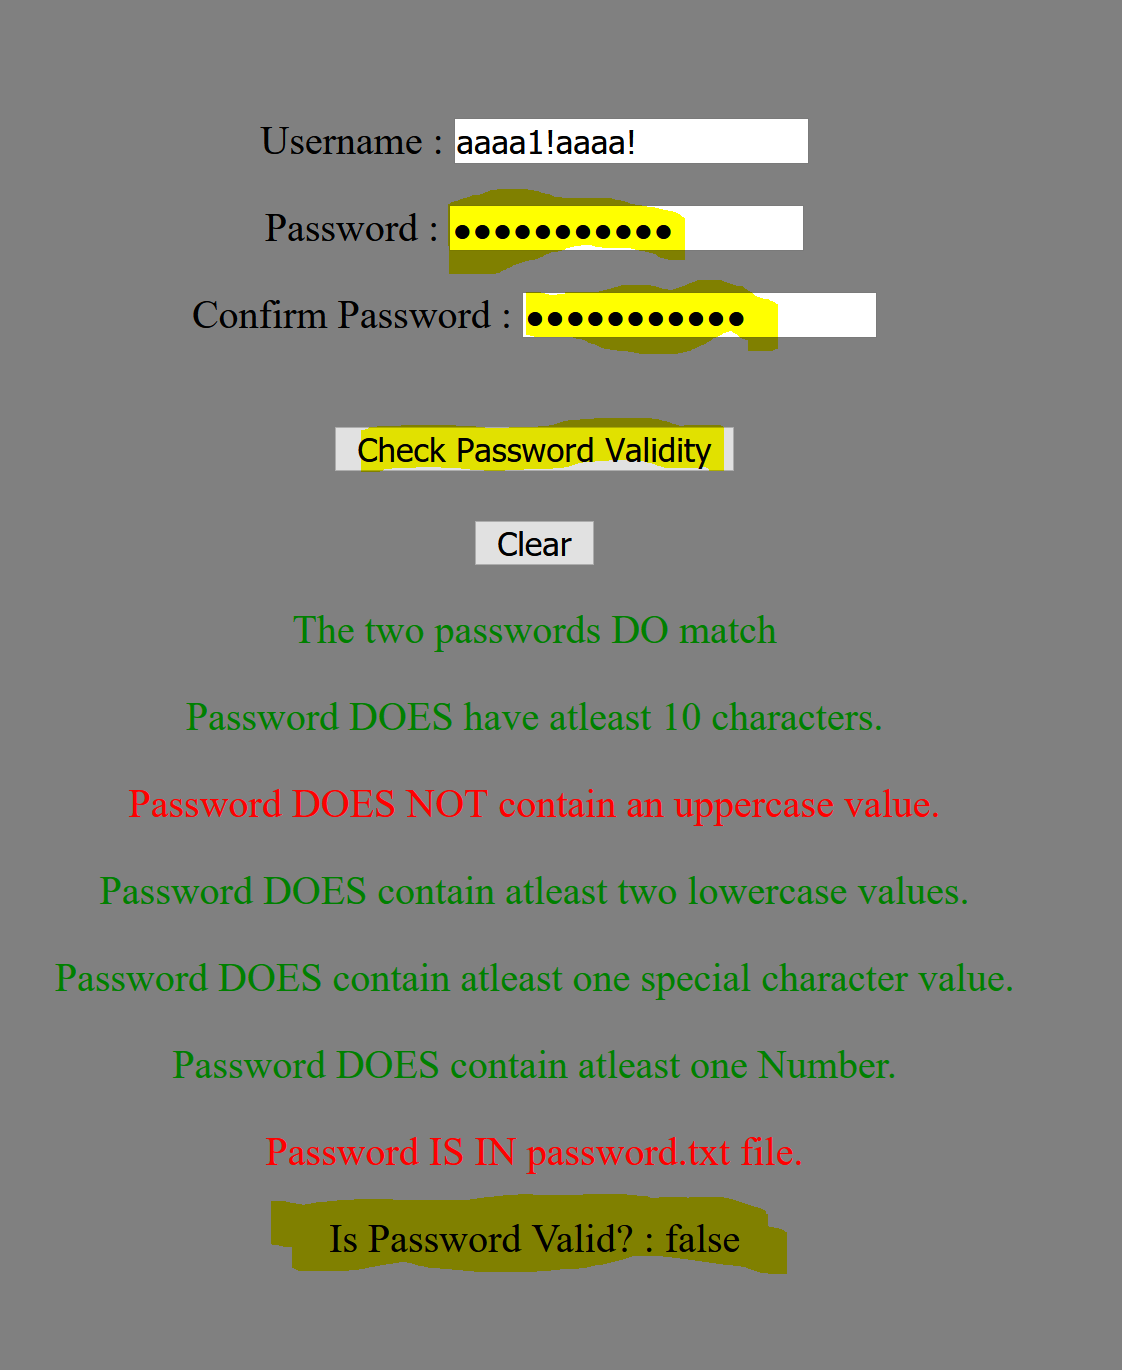 Username : aaaa1!aaaa!
Password : ●●●●●●●●●●●
Confirm Password : ●●●●●●●●●●●
Check Password Validity
Clear
The two passwords DO match
Password DOES have atleast 10 characters.
Password DOES NOT contain an uppercase value.
Password DOES contain atleast two lowercase values.
Password DOES contain atleast one special character value.
Password DOES contain atleast one Number.
Password IS IN password.txt file.
Is Password Valid? : false